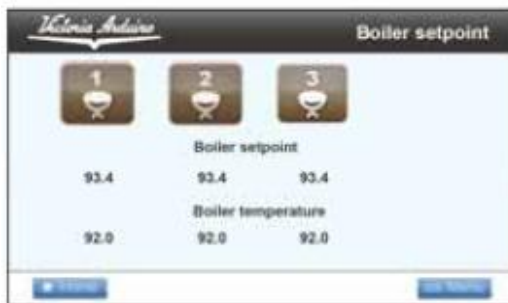 Victoria Arduino
Boiler setpoint
1 2 3
Boiler setpoint
93.4 93.4 93.4
Boiler temperature
92.0 92.0 92.0